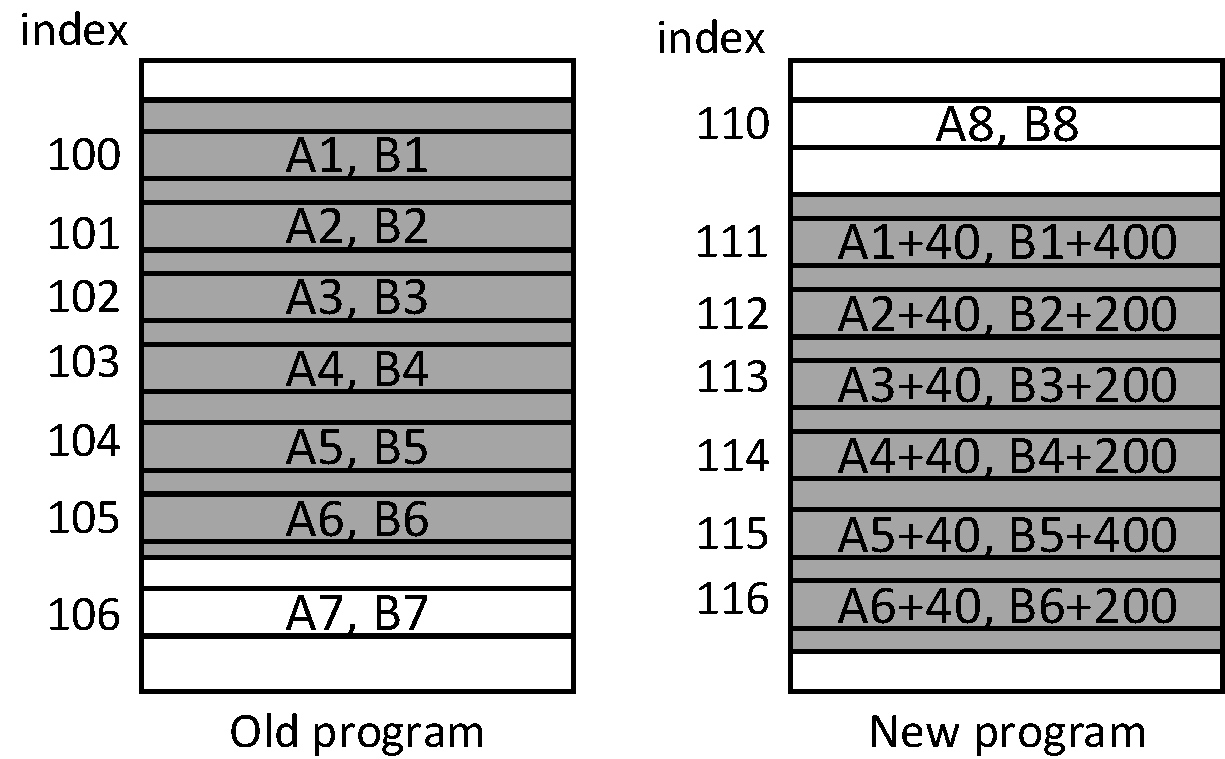 index
100 A1, B1
101 A2, B2
102 A3, B3
103 A4, B4
104 A5, B5
105 A6, B6
106 A7, B7
Old program
index
110 A8, B8
111 A1+40, B1+400
112 A2+40, B2+200
113 A3+40, B3+200
114 A4+40, B4+200
115 A5+40, B5+400
116 A6+40, B6+200
New program